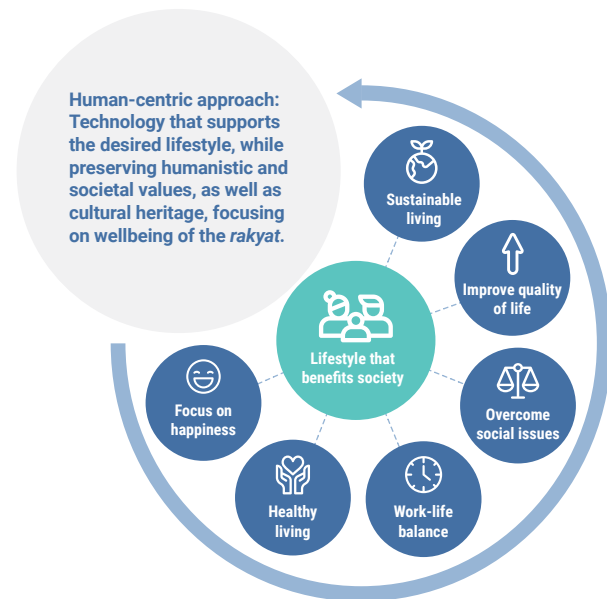 Human-centric approach:
Technology that supports
the desired lifestyle, while
preserving humanistic and
societal values, as well as
cultural heritage, focusing
on wellbeing of the rakyat.
Sustainable
living
Improve quality
of life
Lifestyle that
benefits society
Overcome
social issues
Work-life
balance
Healthy
living
Focus on
happiness